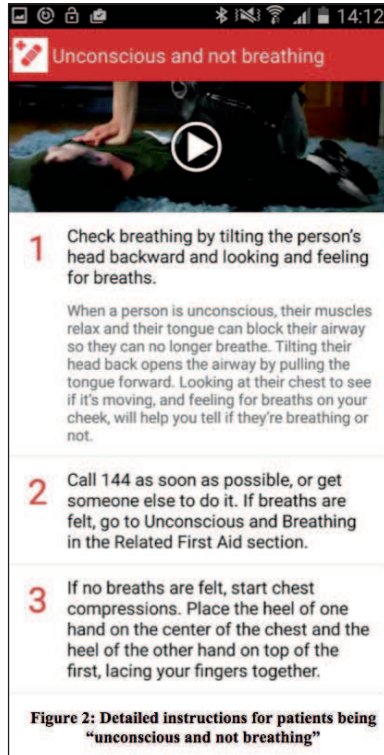 14:12
Unconscious and not breathing
1
Check breathing by tilting the person's
head backward and looking and feeling
for breaths.
When a person is unconscious, their muscles
relax and their tongue can block their airway
so they can no longer breathe. Tilting their
head back opens the airway by pulling the
tongue forward. Looking at their chest to see
if it's moving, and feeling for breaths on your
cheek, will help you tell if they're breathing or
not.
2
Call 144 as soon as possible, or get
someone else to do it. If breaths are
felt, go to Unconscious and Breathing
in the Related First Aid section.
3
If no breaths are felt, start chest
compressions. Place the heel of one
hand on the center of the chest and the
heel of the other hand on top of the
first, lacing your fingers together.
Figure 2: Detailed instructions for patients being
“unconscious and not breathing”